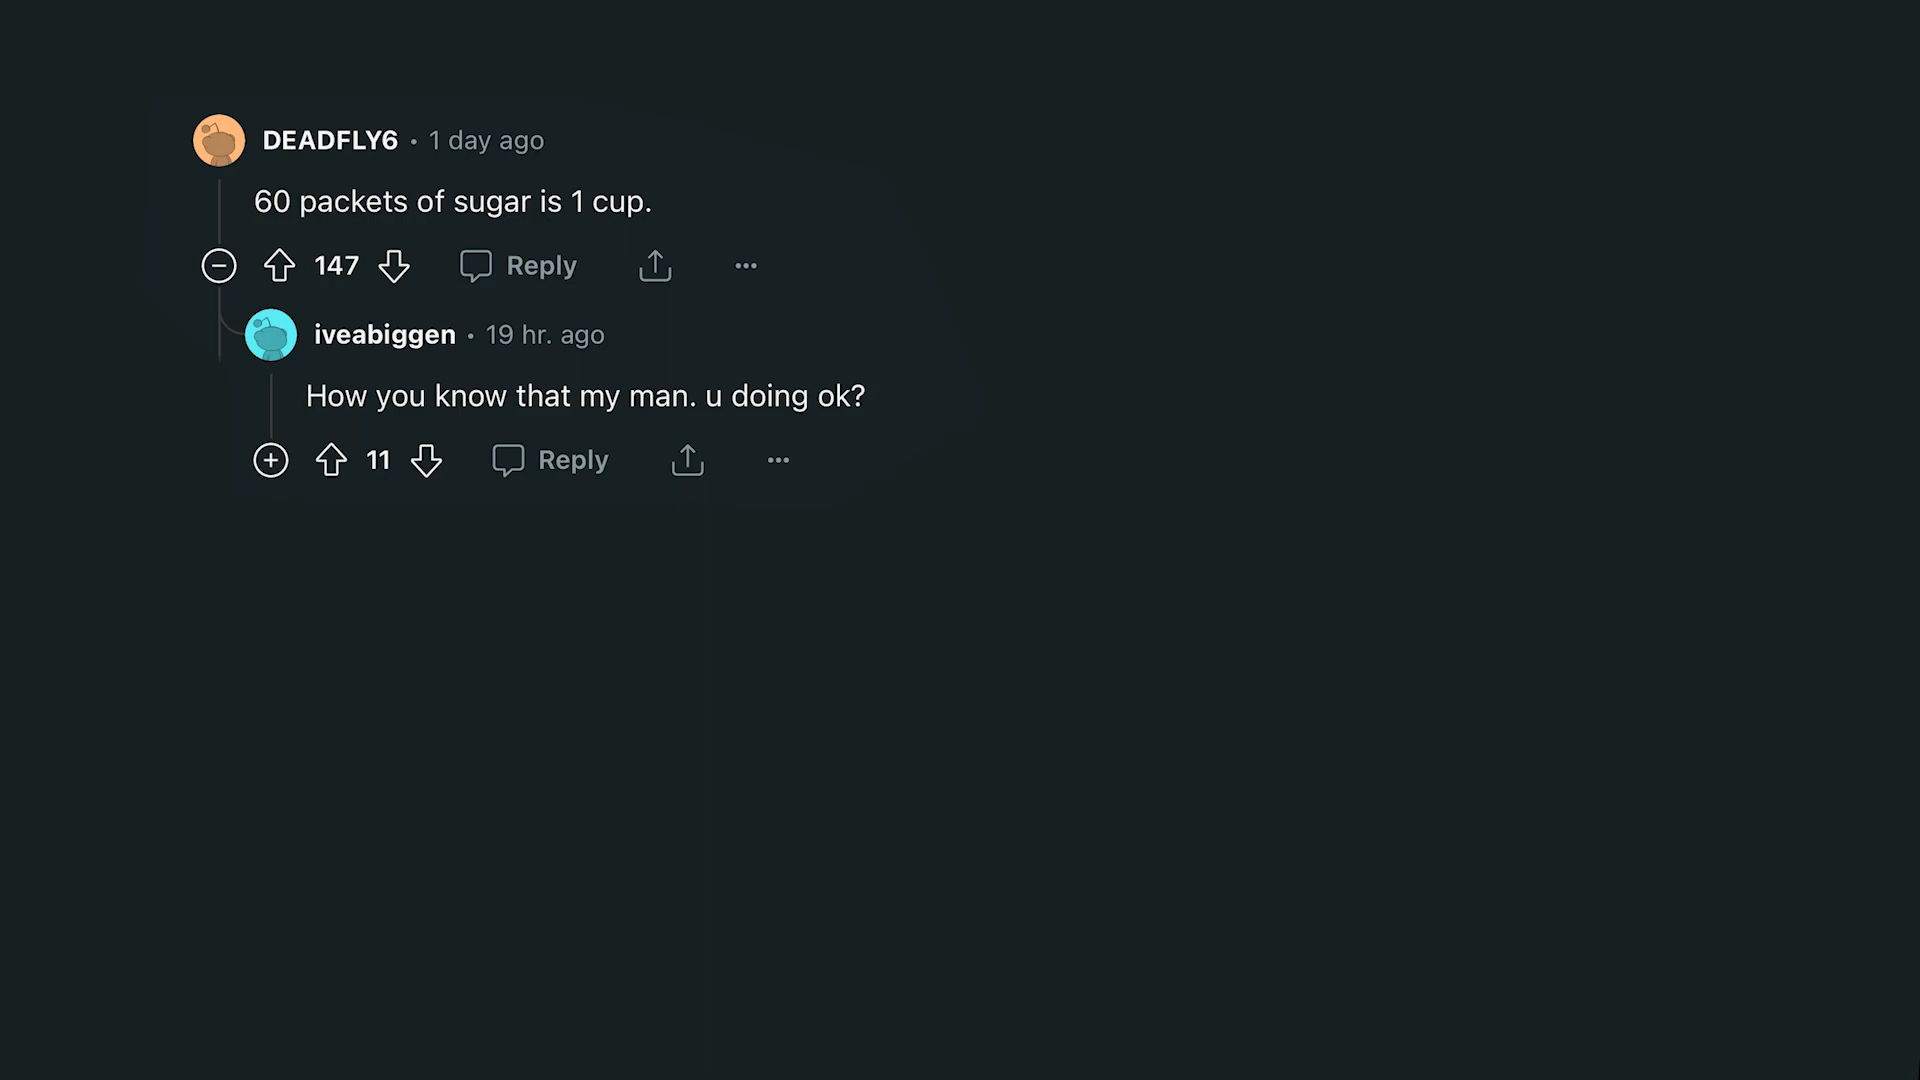 DEADFLY6 • 1 day ago
60 packets of sugar is 1 cup.
147 Reply
iveabiggen • 19 hr. ago
How you know that my man. u doing ok?
11 Reply